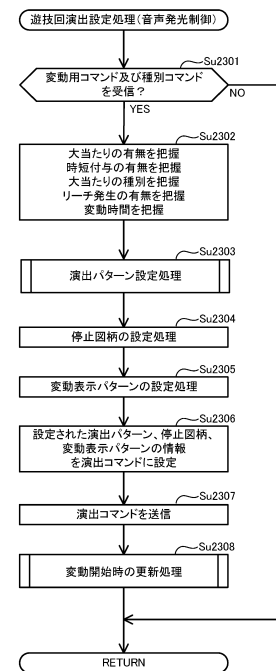 遊技回演出設定処理(音声発光制御)
Su2301
変動用コマンド及び種別コマンド
を受信？
NO
YES
Su2302
大当たりの有無を把握
時短付与の有無を把握
大当たりの種別を把握
リーチ発生の有無を把握
変動時間を把握
Su2303
演出パターン設定処理
Su2304
停止図柄の設定処理
Su2305
変動表示パターンの設定処理
Su2306
設定された演出パターン、停止図柄、
変動表示パターンの情報
を演出コマンドに設定
Su2307
演出コマンドを送信
Su2308
変動開始時の更新処理
RETURN